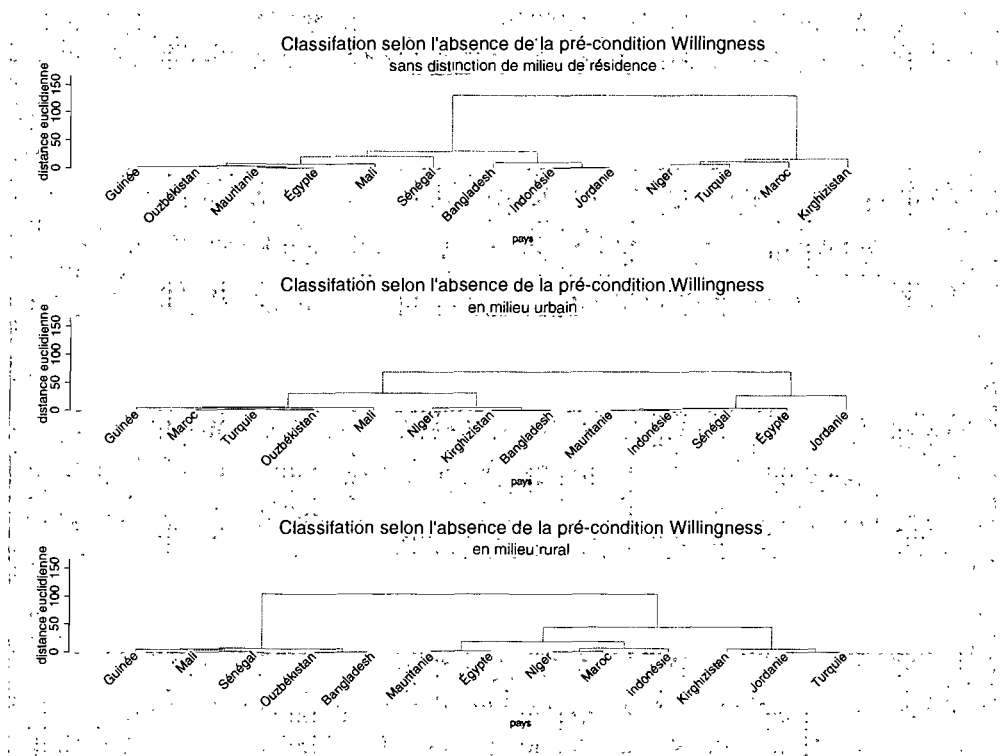 Classifation selon l'absence de la pré-condition Willingness
sans distinction de milieu de résidence
distance euclidienne
0 50 100 150
Guinée
Ouzbékistan
Mauritanie
Égypte
Mali
Sénégal
Bangladesh
Indonésie
Jordanie
Niger
Turquie
Maroc
Kirghizistan
pays
Classifation selon l'absence de la pré-condition Willingness
en milieu urbain
distance euclidienne
0 50 100 150
Guinée
Maroc
Turquie
Ouzbékistan
Mali
Niger
Kirghizistan
Bangladesh
Mauritanie
Indonésie
Sénégal
Égypte
Jordanie
pays
Classifation selon l'absence de la pré-condition Willingness
en milieu rural
distance euclidienne
0 50 100 150
Guinée
Mali
Sénégal
Ouzbékistan
Bangladesh
Mauritanie
Égypte
Niger
Maroc
Indonésie
Kirghizistan
Jordanie
Turquie
pays